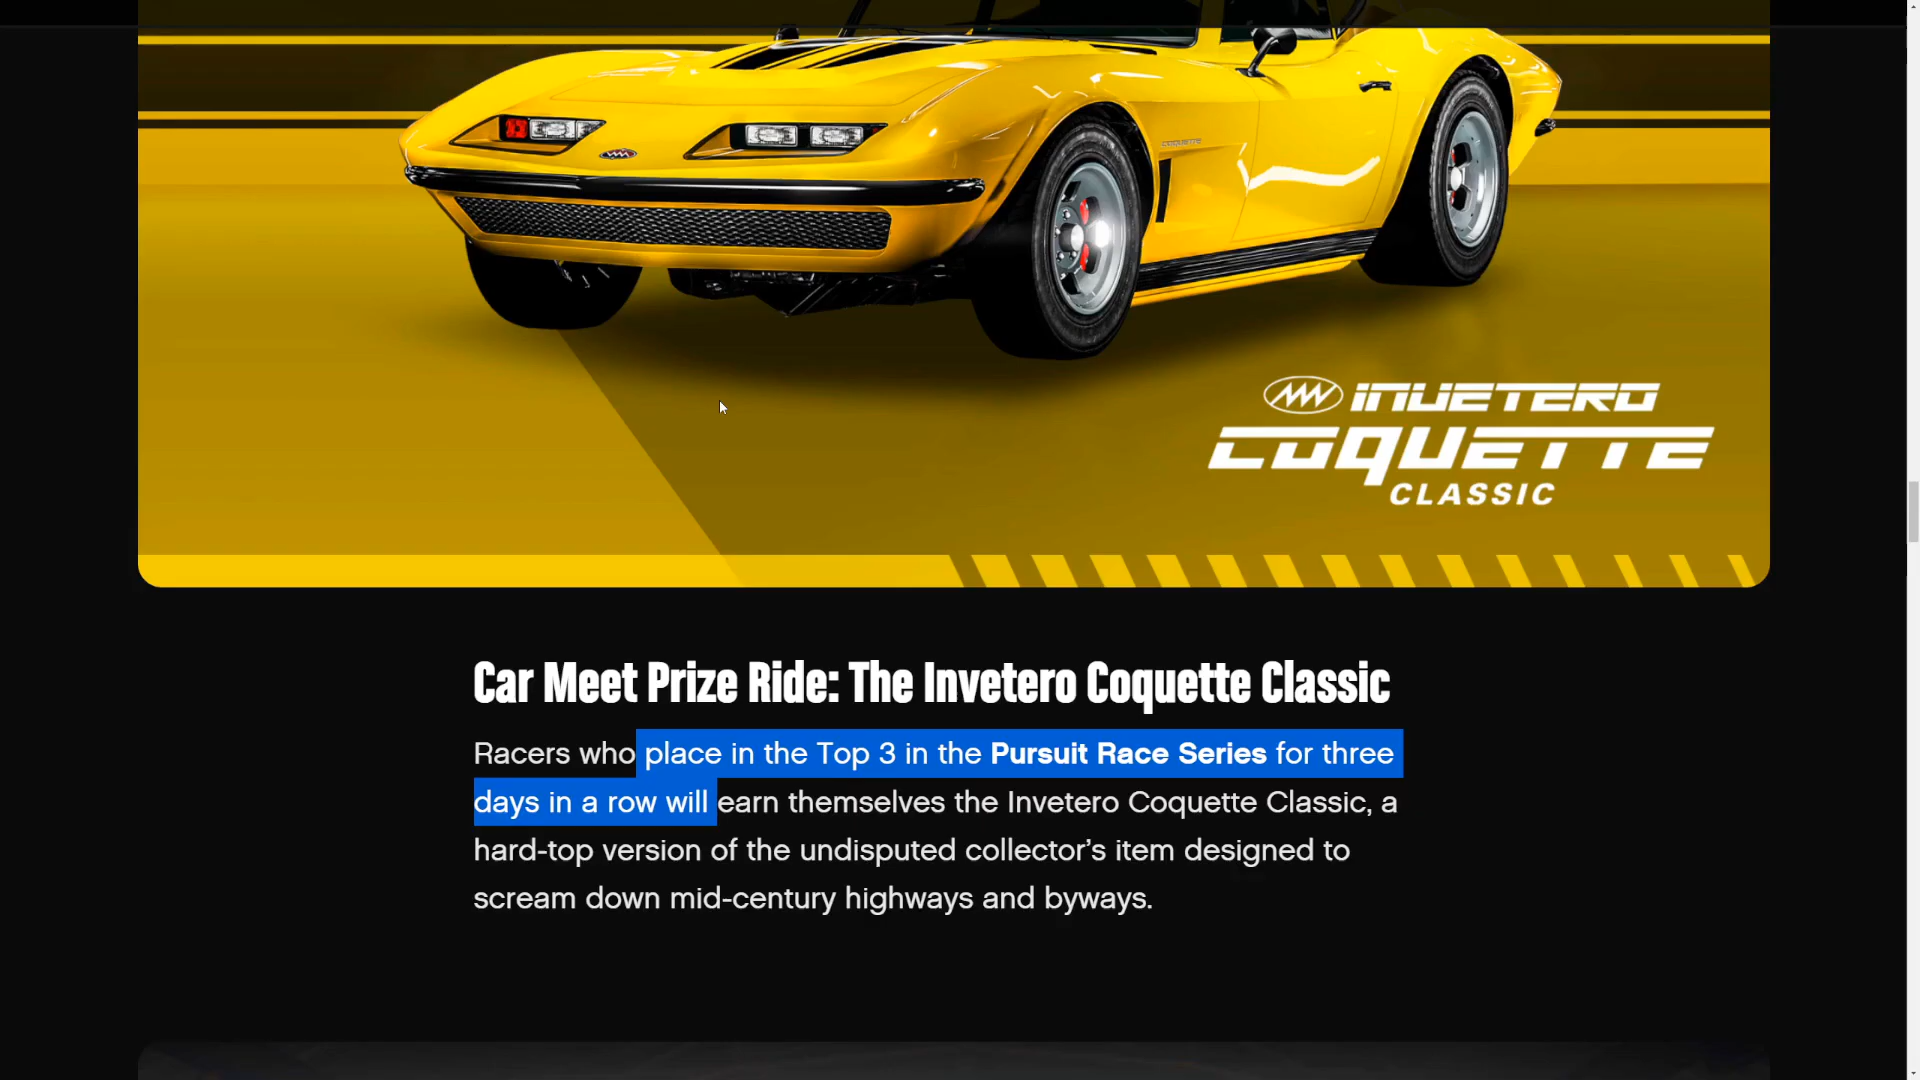 COQUETTE
INVETERO
COQUETTE
CLASSIC
Car Meet Prize Ride: The Invetero Coquette Classic
Racers who place in the Top 3 in the Pursuit Race Series for three
days in a row will earn themselves the Invetero Coquette Classic, a
hard-top version of the undisputed collector’s item designed to
scream down mid-century highways and byways.